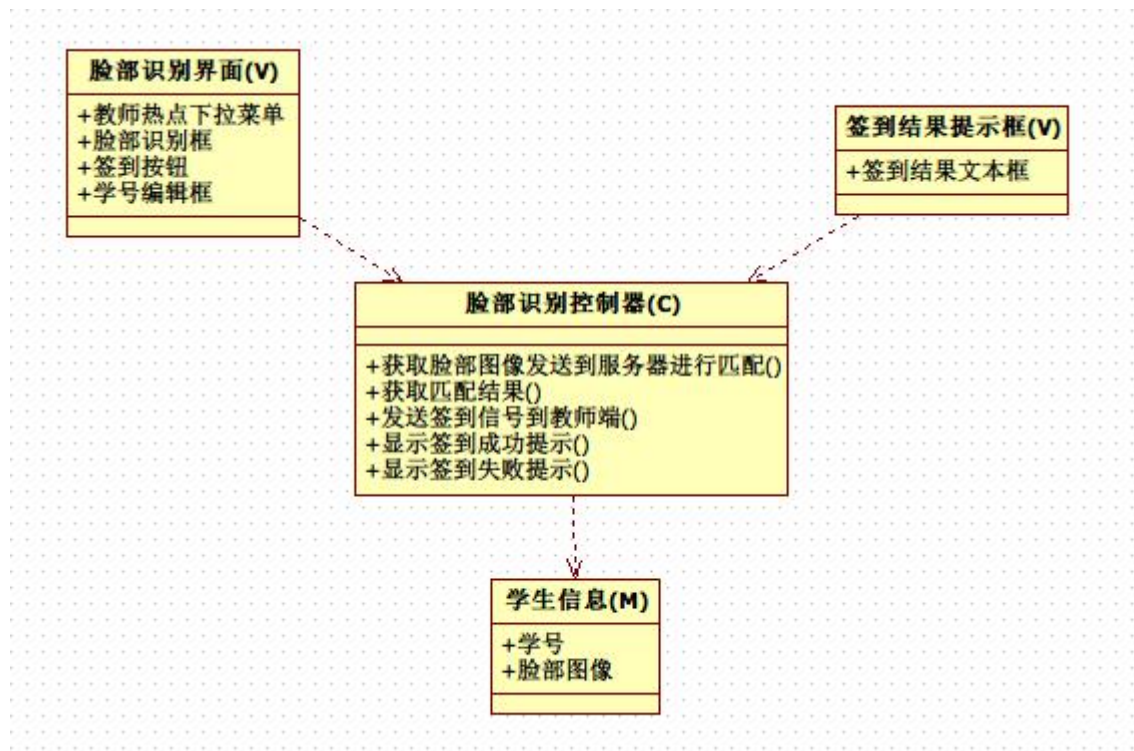 脸部识别界面(V)
+教师热点下拉菜单
+脸部识别框
+签到按钮
+学号编辑框
签到结果提示框(V)
+签到结果文本框
脸部识别控制器(C)
+获取脸部图像发送到服务器进行匹配()
+获取匹配结果()
+发送签到信号到教师端()
+显示签到成功提示()
+显示签到失败提示()
学生信息(M)
+学号
+脸部图像